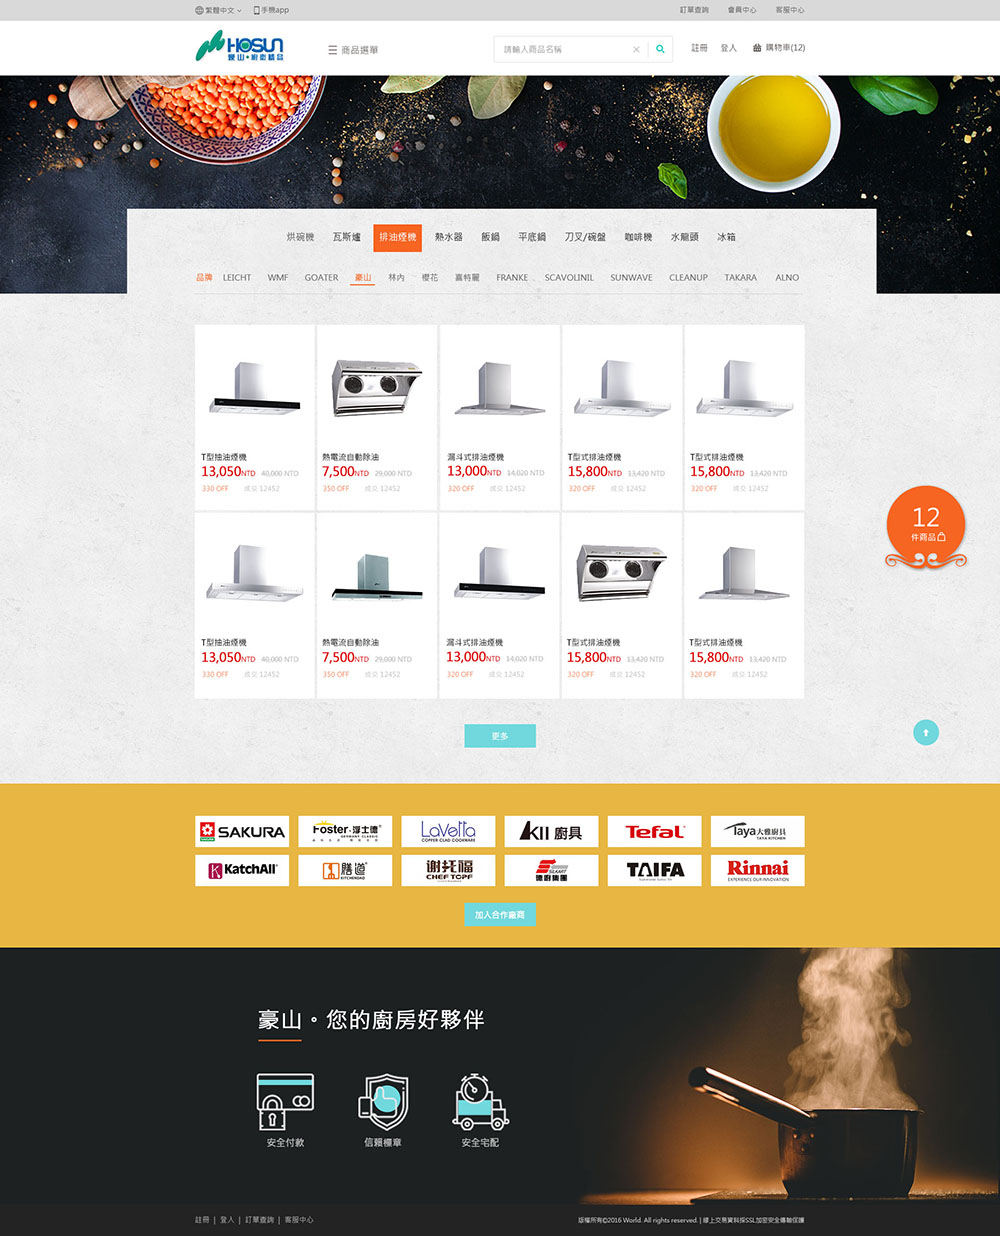 繁體中文 手機app 訂單查詢 會員中心 客服中心
HOSUN
豪山•廚衛精品
商品選單 請輸入商品名稱 註冊 登入 購物車(12)
烘碗機 瓦斯爐 排油煙機 熱水器 飯鍋 平底鍋 刀叉/碗盤 咖啡機 水龍頭 冰箱
品牌 LEICHT WMF GOATER 豪山 林內 櫻花 喜特麗 FRANKE SCAVOLINIL SUNWAVE CLEANUP TAKARA ALNO
T型抽油煙機 熱電流自動除油 漏斗式排油煙機 T型式排油煙機 T型式排油煙機
13,050NTD 40,000 NTD 7,500NTD 29,000 NTD 13,000NTD 14,020 NTD 15,800NTD 13,420 NTD 15,800NTD 13,420 NTD
330 OFF 成交 12452 350 OFF 成交 12452 320 OFF 成交 12452 320 OFF 成交 12452 320 OFF 成交 12452
12
件商品
T型抽油煙機 熱電流自動除油 漏斗式排油煙機 T型式排油煙機 T型式排油煙機
13,050NTD 40,000 NTD 7,500NTD 29,000 NTD 13,000NTD 14,020 NTD 15,800NTD 13,420 NTD 15,800NTD 13,420 NTD
330 OFF 成交 12452 350 OFF 成交 12452 320 OFF 成交 12452 320 OFF 成交 12452 320 OFF 成交 12452
更多
SAKURA Foster·浮士德 LaVetta KII 廚具 Tefal Taya大雅廚具
GERMANY CLASSIC COPPER CLAD COOKWARE TAYA KITCHEN
KatchAll 膳道 谢托福 SLKART TAIFA Rinnai
KITCHENDAO CHEF TOPF 德廚集團 EXPERIENCE OUR INNOVATION
加入合作廠商
豪山。您的廚房好夥伴
安全付款 信賴標章 安全宅配
註冊 | 登入 | 訂單查詢 | 客服中心 版權所有©2016 World. All rights reserved. | 線上交易資料採SSL加密安全傳輸保護